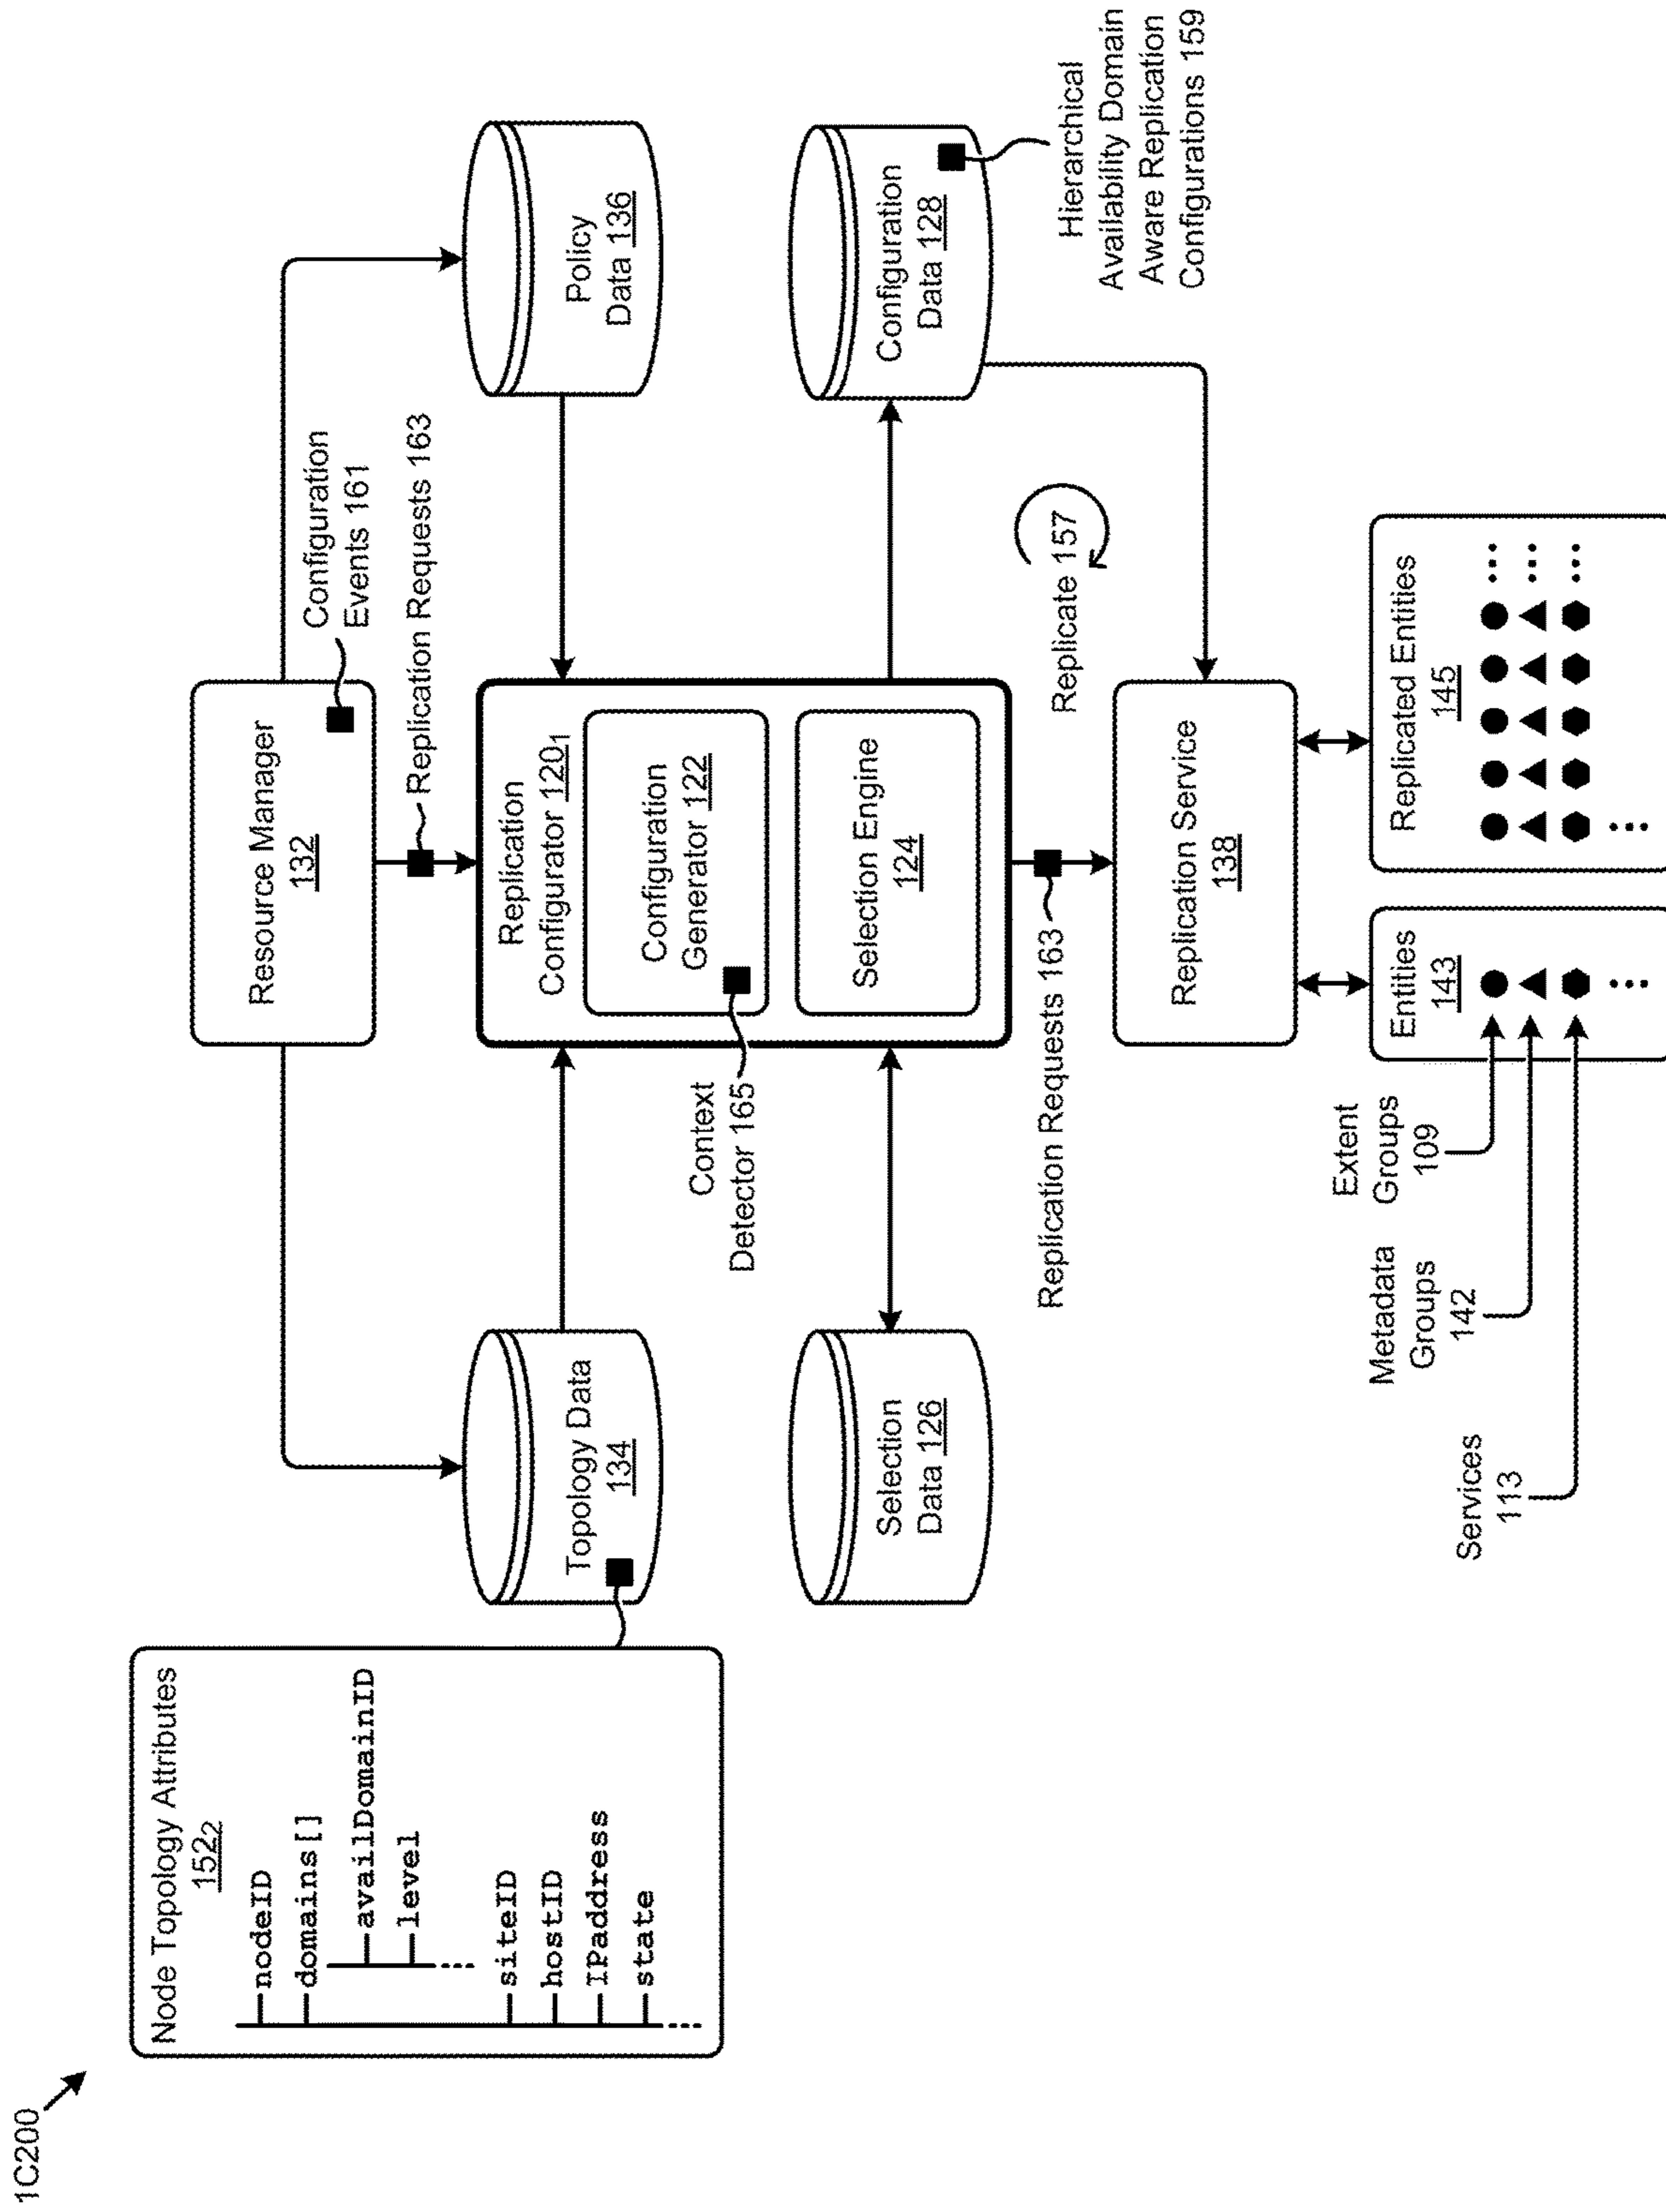 1C200
Node Topology Attributes
152₂
nodeID
domains[]
availDomainID
level
siteID
hostID
IPaddress
state
Resource Manager
132
Configuration
Events 161
Replication Requests 163
Topology Data
134
Replication
Configurator 120₁
Configuration
Generator 122
Context
Detector 165
Selection Engine
124
Policy
Data 136
Selection
Data 126
Configuration
Data 128
Hierarchical
Availability Domain
Aware Replication
Configurations 159
Replication Requests 163
Replicate 157
Replication Service
138
Services
113
Metadata
Groups
142
Extent
Groups
109
Entities
143
Replicated Entities
145